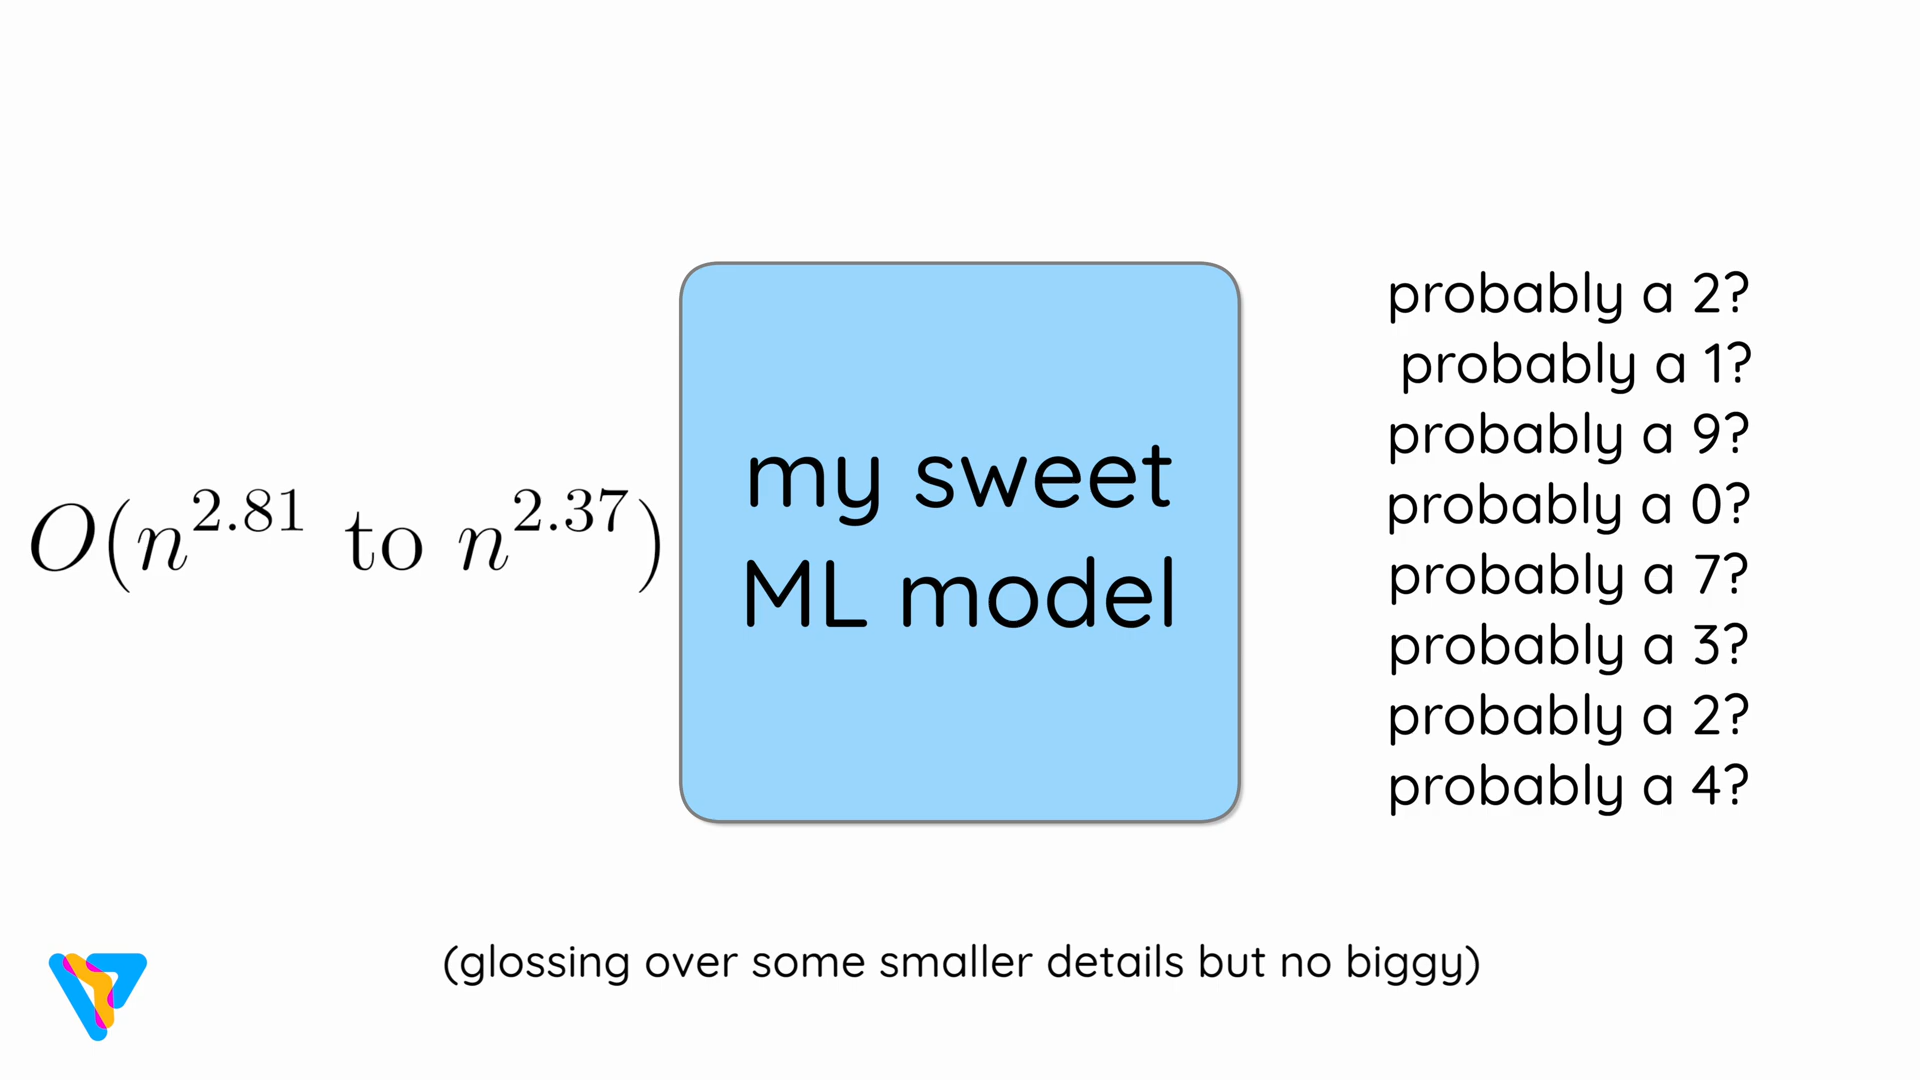 O(n^2.81 to n^2.37)
my sweet
ML model
probably a 2?
probably a 1?
probably a 9?
probably a 0?
probably a 7?
probably a 3?
probably a 2?
probably a 4?
(glossing over some smaller details but no biggy)